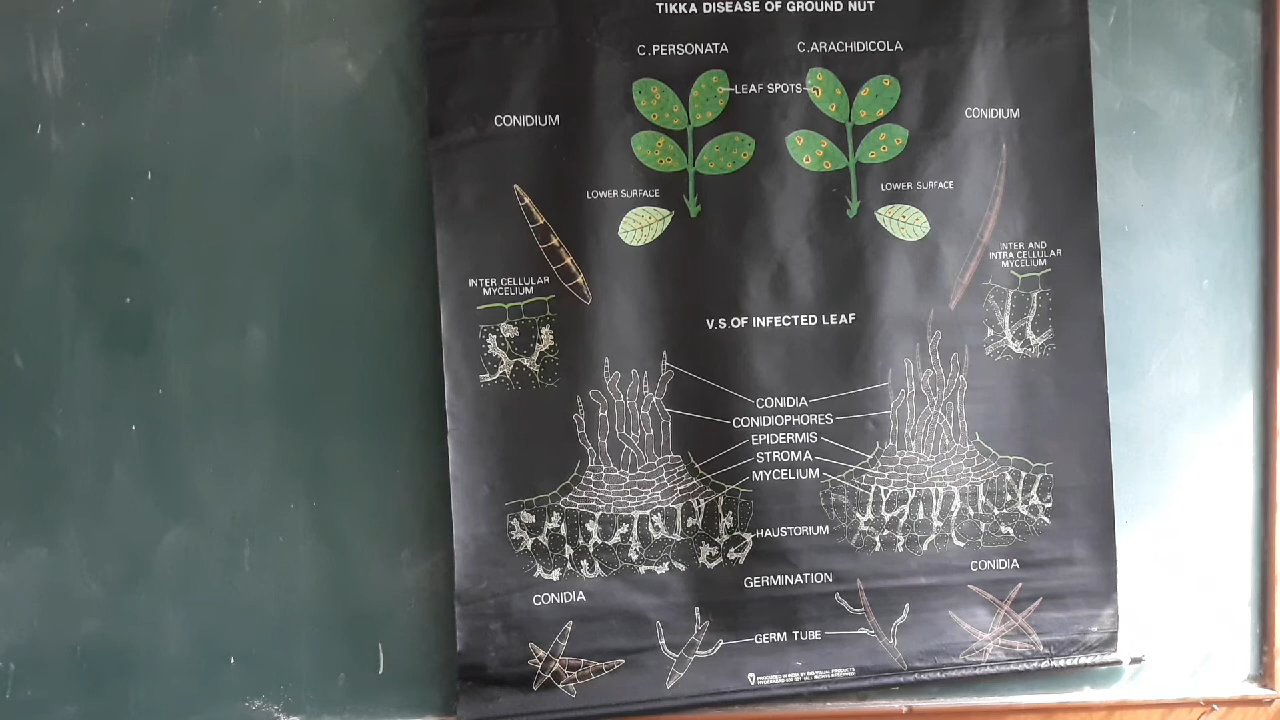 TIKKA DISEASE OF GROUND NUT
C.PERSONATA
C.ARACHIDICOLA
LEAF SPOTS
CONIDIUM
CONIDIUM
LOWER SURFACE
LOWER SURFACE
INTER CELLULAR
MYCELIUM
INTER AND
INTRA CELLULAR
MYCELIUM
V.S.OF INFECTED LEAF
CONIDIA
CONIDIOPHORES
EPIDERMIS
STROMA
MYCELIUM
HAUSTORIUM
GERMINATION
CONIDIA
CONIDIA
GERM TUBE